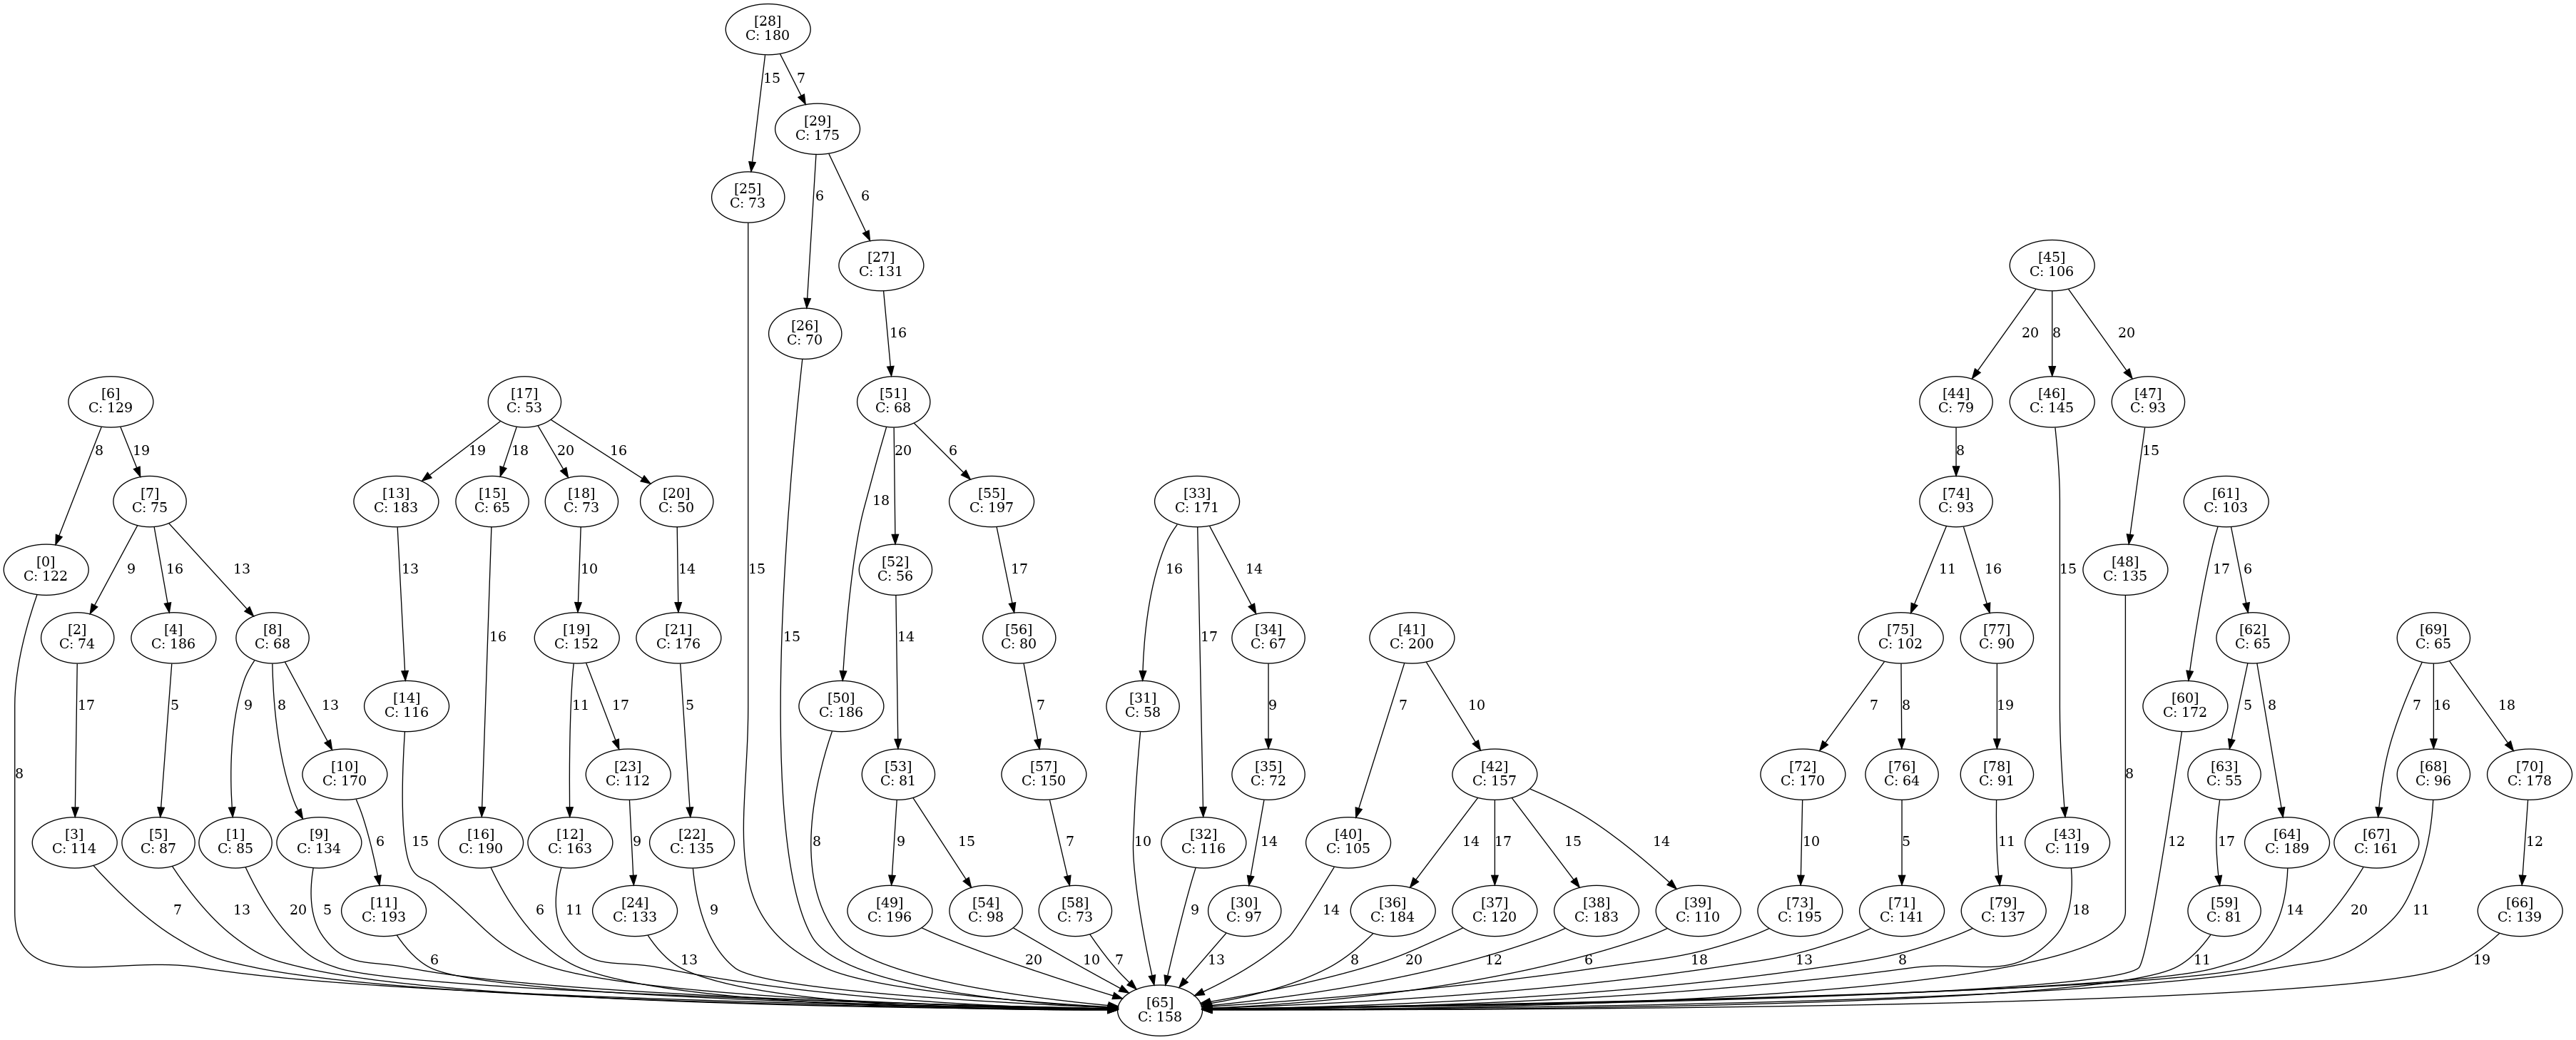 [28]
C: 180
15
7
[29]
C: 175
[25]
C: 73
6
6
[27]
C: 131
[45]
C: 106
[26]
C: 70
16
20
8
20
[6]
C: 129
[17]
C: 53
[51]
C: 68
[44]
C: 79
[46]
C: 145
[47]
C: 93
8
19
19
18
20
16
20
6
8
15
[7]
C: 75
[13]
C: 183
[15]
C: 65
[18]
C: 73
[20]
C: 50
18
[55]
C: 197
[33]
C: 171
[74]
C: 93
[61]
C: 103
[0]
C: 122
9
16
13
13
10
14
15
[52]
C: 56
17
16
14
11
16
15
[48]
C: 135
17
6
[2]
C: 74
[4]
C: 186
[8]
C: 68
16
[19]
C: 152
[21]
C: 176
15
14
[56]
C: 80
17
[34]
C: 67
[41]
C: 200
[75]
C: 102
[77]
C: 90
[62]
C: 65
[69]
C: 65
17
5
9
8
13
[14]
C: 116
11
17
5
[50]
C: 186
7
[31]
C: 58
9
7
10
7
8
19
[60]
C: 172
5
8
7
16
18
8
[10]
C: 170
[23]
C: 112
[53]
C: 81
[57]
C: 150
[35]
C: 72
[42]
C: 157
[72]
C: 170
[76]
C: 64
[78]
C: 91
8
[63]
C: 55
[68]
C: 96
[70]
C: 178
[3]
C: 114
[5]
C: 87
[1]
C: 85
[9]
C: 134
6
15
[16]
C: 190
[12]
C: 163
9
[22]
C: 135
8
9
15
7
10
[32]
C: 116
14
[40]
C: 105
14
17
15
14
10
5
11
[43]
C: 119
12
17
[64]
C: 189
[67]
C: 161
12
7
13
20
5
[11]
C: 193
6
11
[24]
C: 133
9
[49]
C: 196
[54]
C: 98
[58]
C: 73
9
[30]
C: 97
14
[36]
C: 184
[37]
C: 120
[38]
C: 183
[39]
C: 110
[73]
C: 195
[71]
C: 141
[79]
C: 137
18
[59]
C: 81
14
20
11
[66]
C: 139
6
13
20
10
7
13
8
20
12
6
18
13
8
11
19
[65]
C: 158